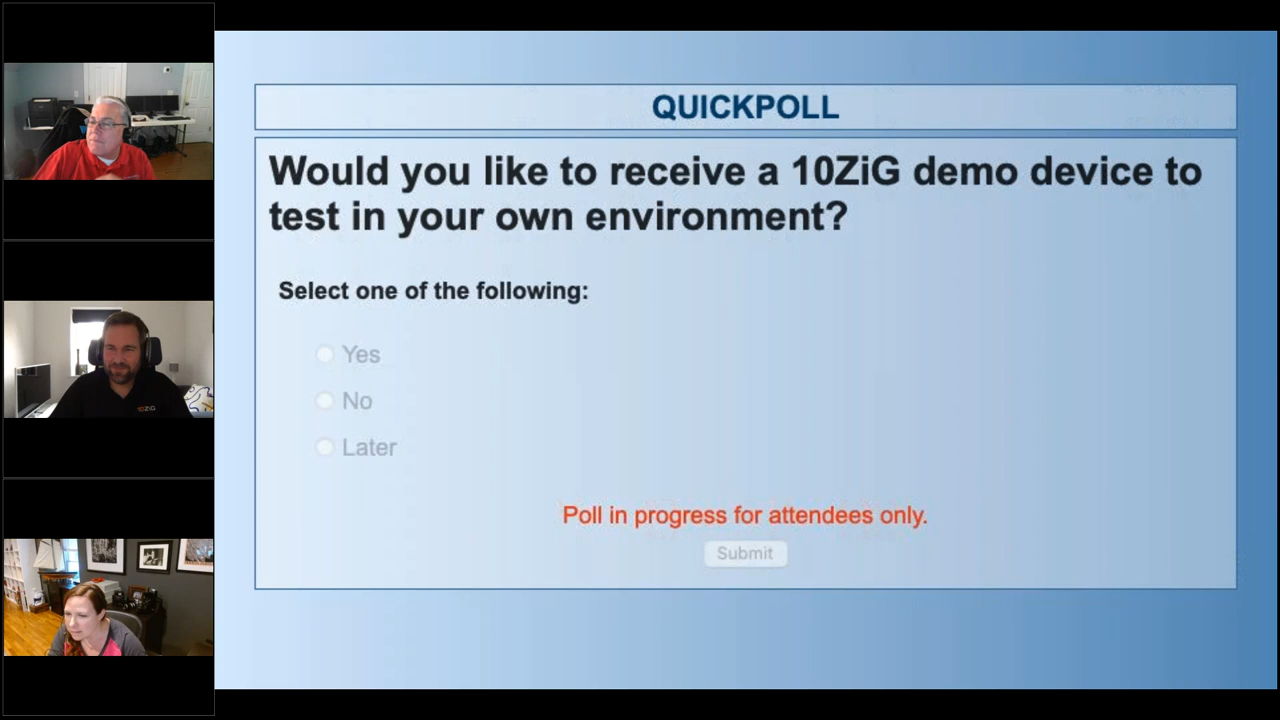 QUICKPOLL
Would you like to receive a 10ZiG demo device to
test in your own environment?
Select one of the following:
Yes
No
Later
Poll in progress for attendees only.
Submit
10ZiG